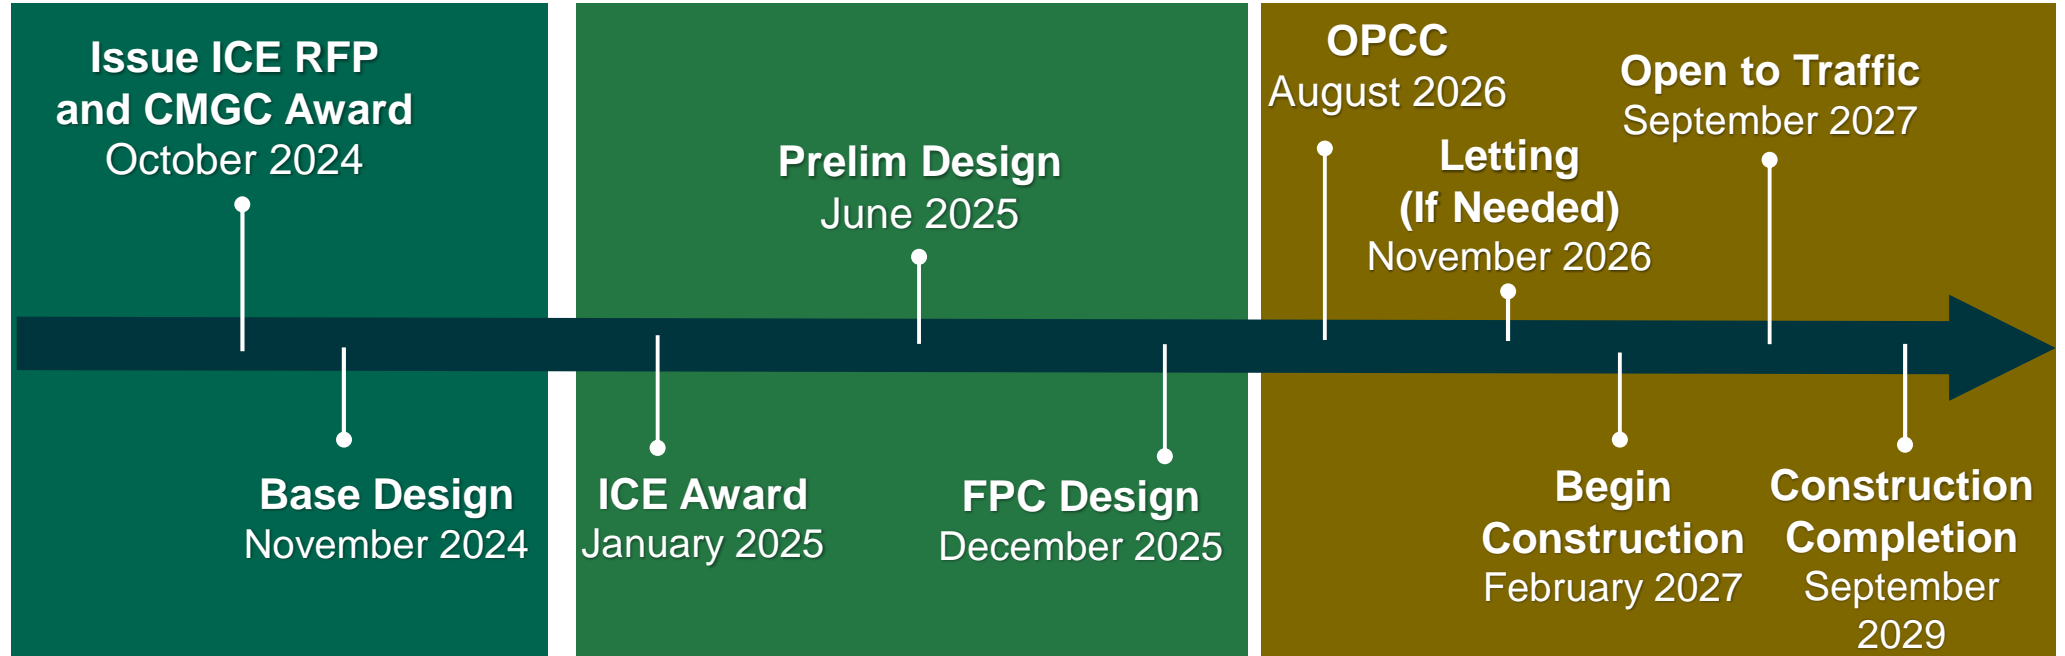 Issue ICE RFP
and CMGC Award
October 2024
Base Design
November 2024
ICE Award
January 2025
Prelim Design
June 2025
FPC Design
December 2025
OPCC
August 2026
Letting
(If Needed)
November 2026
Begin
Construction
February 2027
Open to Traffic
September 2027
Construction
Completion
September
2029